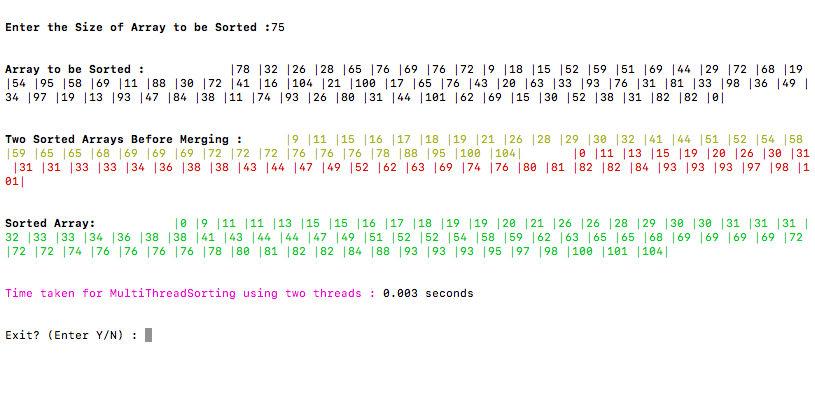 Enter the Size of Array to be Sorted :75
Array to be Sorted :            |78 |32 |26 |28 |65 |76 |69 |76 |72 |9 |18 |15 |52 |59 |51 |69 |44 |29 |72 |68 |19
|54 |95 |58 |69 |11 |88 |30 |72 |41 |16 |104 |21 |100 |17 |65 |76 |43 |20 |63 |33 |93 |76 |31 |81 |33 |98 |36 |49 |
34 |97 |19 |13 |93 |47 |84 |38 |11 |74 |93 |26 |80 |31 |44 |101 |62 |69 |15 |30 |52 |38 |31 |82 |82 |0|
Two Sorted Arrays Before Merging :      |9 |11 |15 |16 |17 |18 |19 |21 |26 |28 |29 |30 |32 |41 |44 |51 |52 |54 |58
|59 |65 |65 |68 |69 |69 |69 |72 |72 |72 |76 |76 |76 |78 |88 |95 |100 |104|       |0 |11 |13 |15 |19 |20 |26 |30 |31
|31 |31 |33 |33 |34 |36 |38 |38 |43 |44 |47 |49 |52 |62 |63 |69 |74 |76 |80 |81 |82 |82 |84 |93 |93 |93 |97 |98 |1
01|
Sorted Array:           |0 |9 |11 |11 |13 |15 |15 |16 |17 |18 |19 |19 |20 |21 |26 |26 |28 |29 |30 |30 |31 |31 |31 |
32 |33 |33 |34 |36 |38 |38 |41 |43 |44 |44 |47 |49 |51 |52 |52 |54 |58 |59 |62 |63 |65 |65 |68 |69 |69 |69 |69 |72
|72 |72 |74 |76 |76 |76 |76 |78 |80 |81 |82 |82 |84 |88 |93 |93 |93 |95 |97 |98 |100 |101 |104|
Time taken for MultiThreadSorting using two threads : 0.003 seconds
Exit? (Enter Y/N) :